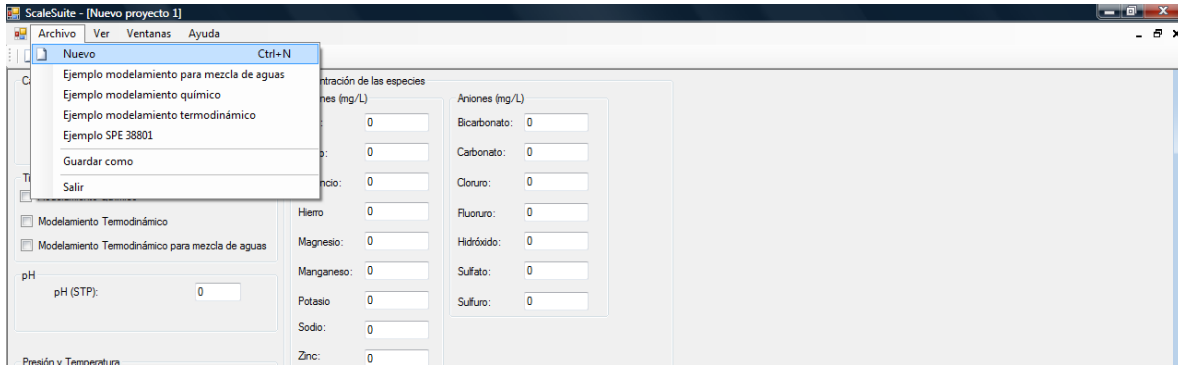 ScaleSuite - [Nuevo proyecto 1]
Archivo Ver Ventanas Ayuda
Nuevo Ctrl+N
Ejemplo modelamiento para mezcla de aguas
Ejemplo modelamiento químico
Ejemplo modelamiento termodinámico
Ejemplo SPE 38801
Guardar como
Salir
Modelamiento Termodinámico
Modelamiento Termodinámico para mezcla de aguas
pH
pH (STP): 0
Presión y Temperatura
ntración de las especies
nes (mg/L)
0
0
ncio: 0
Hierro 0
Magnesio: 0
Manganeso: 0
Potasio 0
Sodio: 0
Zinc: 0
Aniones (mg/L)
Bicarbonato: 0
Carbonato: 0
Cloruro: 0
Fluoruro: 0
Hidróxido: 0
Sulfato: 0
Sulfuro: 0